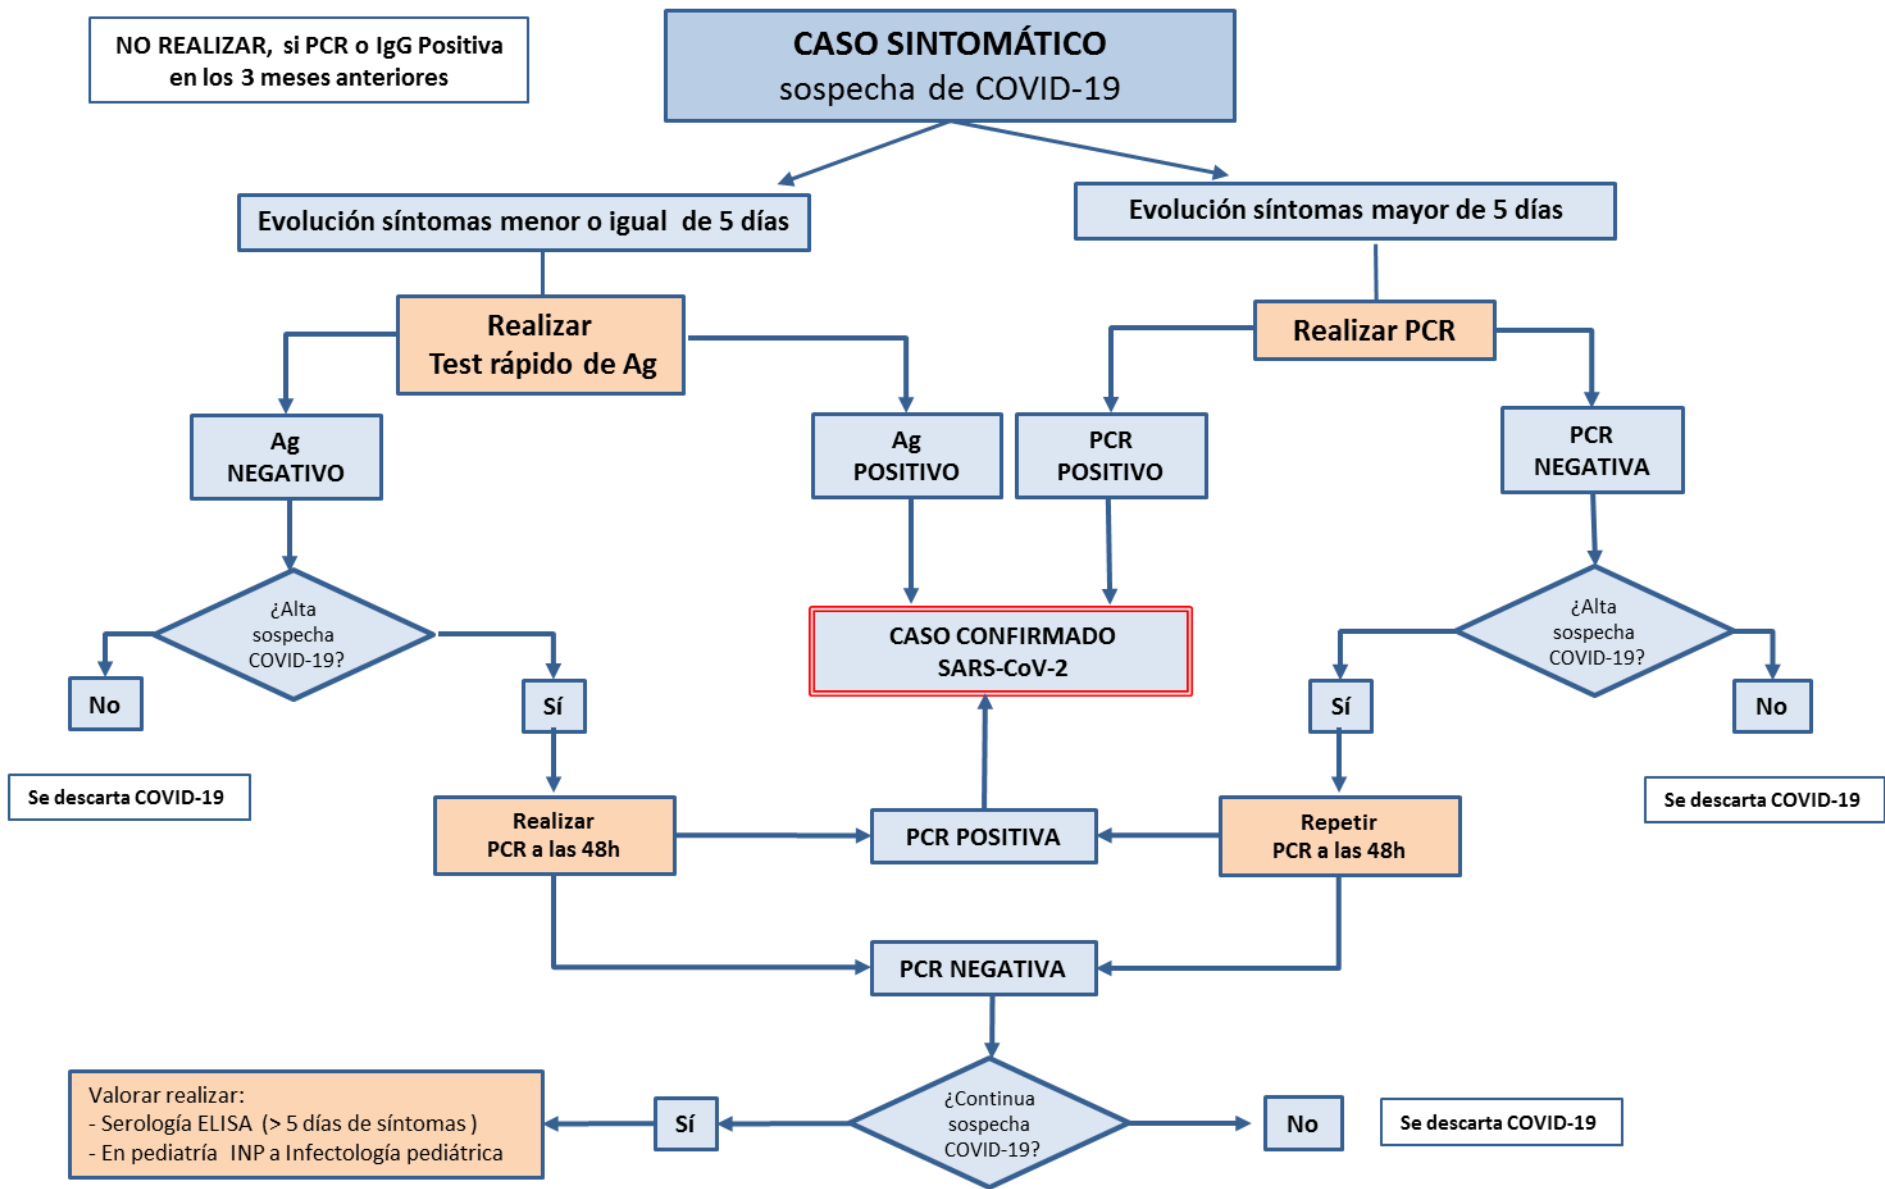 NO REALIZAR, si PCR o IgG Positiva
en los 3 meses anteriores
CASO SINTOMÁTICO
sospecha de COVID-19
Evolución síntomas menor o igual de 5 días
Evolución síntomas mayor de 5 días
Realizar
Test rápido de Ag
Realizar PCR
Ag
NEGATIVO
Ag
POSITIVO
PCR
POSITIVO
PCR
NEGATIVA
¿Alta
sospecha
COVID-19?
CASO CONFIRMADO
SARS-CoV-2
¿Alta
sospecha
COVID-19?
No
Sí
Sí
No
Se descarta COVID-19
Se descarta COVID-19
Realizar
PCR a las 48h
PCR POSITIVA
Repetir
PCR a las 48h
PCR NEGATIVA
Valorar realizar:
- Serología ELISA (> 5 días de síntomas )
- En pediatría INP a Infectología pediátrica
Sí
¿Continua
sospecha
COVID-19?
No
Se descarta COVID-19